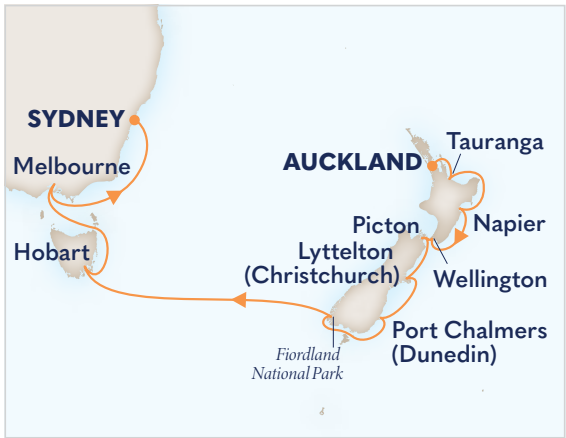 SYDNEY
Melbourne
Hobart
AUCKLAND
Tauranga
Picton
Napier
Lyttelton
(Christchurch)
Wellington
Port Chalmers
(Dunedin)
Fiordland
National Park